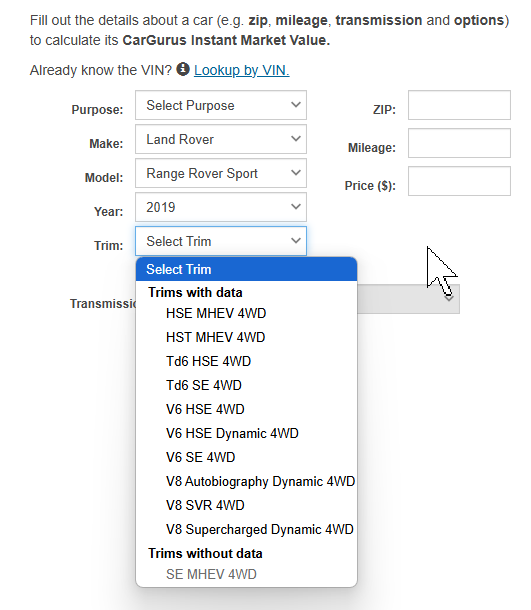 Fill out the details about a car (e.g. zip, mileage, transmission and options)
to calculate its CarGurus Instant Market Value.
Already know the VIN? Lookup by VIN.
Purpose: Select Purpose
ZIP:
Make: Land Rover
Mileage:
Model: Range Rover Sport
Price ($):
Year: 2019
Trim: Select Trim
Select Trim
Trims with data
Transmissio
HSE MHEV 4WD
HST MHEV 4WD
Td6 HSE 4WD
Td6 SE 4WD
V6 HSE 4WD
V6 HSE Dynamic 4WD
V6 SE 4WD
V8 Autobiography Dynamic 4WD
V8 SVR 4WD
V8 Supercharged Dynamic 4WD
Trims without data
SE MHEV 4WD